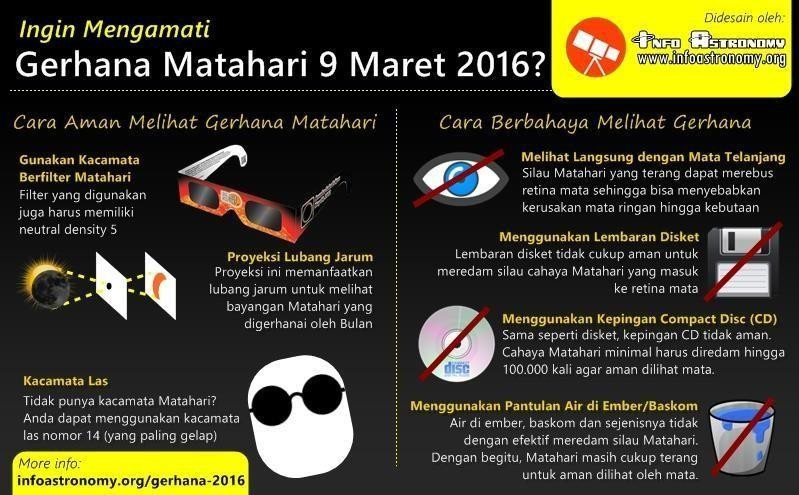 Ingin Mengamati
Gerhana Matahari 9 Maret 2016?
Didesain oleh:
Info Astronomy
www.infoastronomy.org
Cara Aman Melihat Gerhana Matahari
Gunakan Kacamata
Berfilter Matahari
Filter yang digunakan
juga harus memiliki
neutral density 5
Proyeksi Lubang Jarum
Proyeksi ini memanfaatkan
lubang jarum untuk melihat
bayangan Matahari yang
digerhanai oleh Bulan
Kacamata Las
Tidak punya kacamata Matahari?
Anda dapat menggunakan kacamata
las nomor 14 (yang paling gelap)
More info:
infoastronomy.org/gerhana-2016
Cara Berbahaya Melihat Gerhana
Melihat Langsung dengan Mata Telanjang
Silau Matahari yang terang dapat merebus
retina mata sehingga bisa menyebabkan
kerusakan mata ringan hingga kebutaan
Menggunakan Lembaran Disket
Lembaran disket tidak cukup aman untuk
meredam silau cahaya Matahari yang masuk
ke retina mata
Menggunakan Kepingan Compact Disc (CD)
Sama seperti disket, kepingan CD tidak aman.
Cahaya Matahari minimal harus diredam hingga
100.000 kali agar aman dilihat mata.
disc
Menggunakan Pantulan Air di Ember/Baskom
Air di ember, baskom dan sejenisnya tidak
dengan efektif meredam silau Matahari.
Dengan begitu, Matahari masih cukup terang
untuk aman dilihat oleh mata.